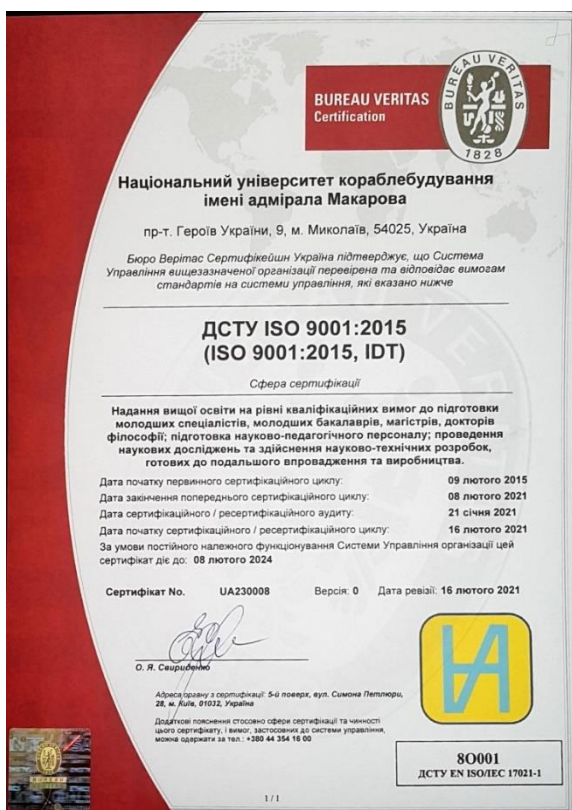 BUREAU VERITAS
Certification
BUREAU VERITAS
1828
Національний університет кораблебудування
імені адмірала Макарова
пр-т. Героїв України, 9, м. Миколаїв, 54025, Україна
Бюро Верітас Сертифікейшн Україна підтверджує, що Система
Управління вищезазначеної організації перевірена та відповідає вимогам
стандартів на системи управління, які вказано нижче
ДСТУ ISO 9001:2015
(ISO 9001:2015, IDT)
Сфера сертифікації
Надання вищої освіти на рівні кваліфікаційних вимог до підготовки
молодших спеціалістів, молодших бакалаврів, магістрів, докторів
філософії; підготовка науково-педагогічного персоналу; проведення
наукових досліджень та здійснення науково-технічних розробок,
готових до подальшого впровадження та виробництва.
Дата початку первинного сертифікаційного циклу: 09 лютого 2015
Дата закінчення попереднього сертифікаційного циклу: 08 лютого 2021
Дата сертифікаційного / ресертифікаційного аудиту: 21 січня 2021
Дата початку сертифікаційного / ресертифікаційного циклу: 16 лютого 2021
За умови постійного належного функціонування Системи Управління організації цей
сертифікат діє до: 08 лютого 2024
Сертифікат No. UA230008 Версія: 0 Дата ревізії: 16 лютого 2021
О. Я. Свириденко
Адреса органу з сертифікації: 5-й поверх, вул. Симона Петлюри,
28, м. Київ, 01032, Україна
Додаткові пояснення стосовно сфери сертифікації та чинності
цього сертифікату, і вимог, застосовних до системи управління,
можна одержати за тел.: +380 44 354 16 00
8О001
ДСТУ EN ISO/IEC 17021-1
1/1